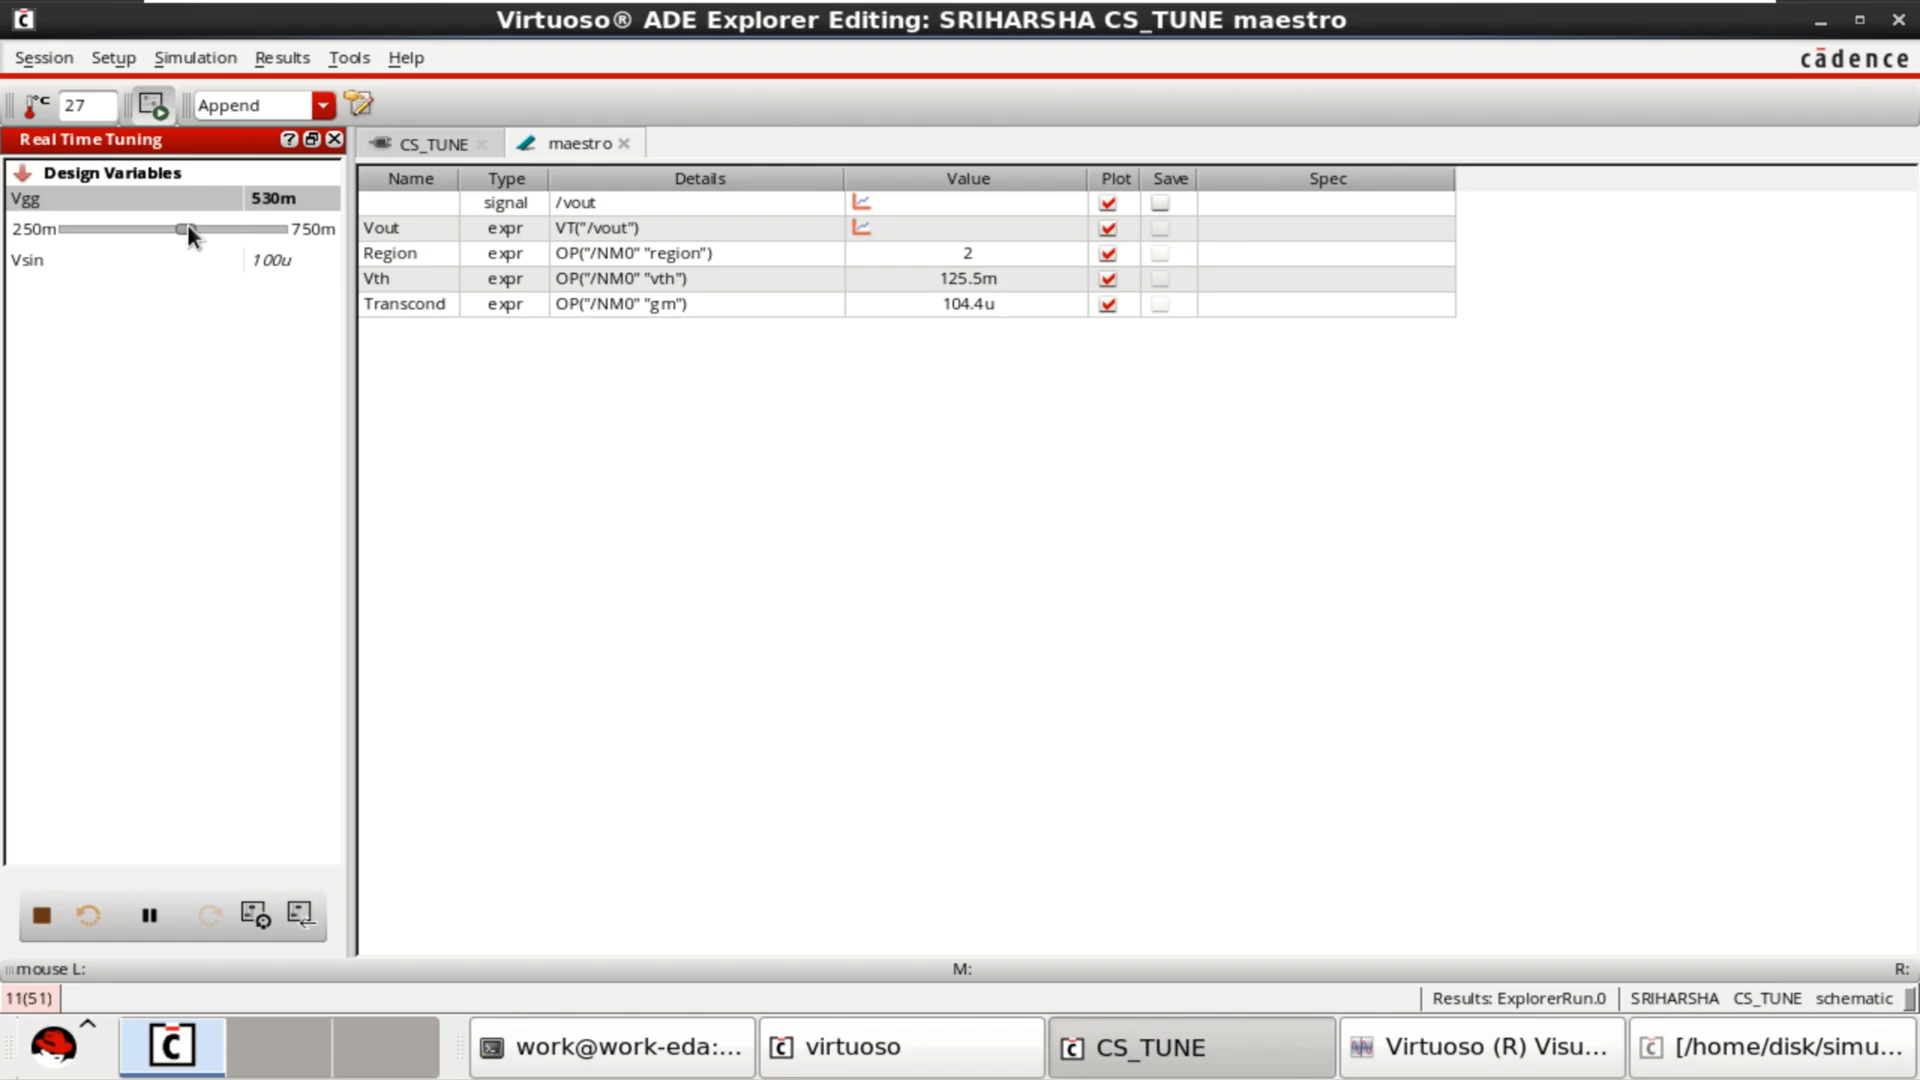 Virtuoso® ADE Explorer Editing: SRIHARSHA CS_TUNE maestro
Session Setup Simulation Results Tools Help
cādence
°C 27 Append
Real Time Tuning
CS_TUNE maestro
Design Variables
Vgg 530m
250m 750m
Vsin 100u
Name Type Details Value Plot Save Spec
signal /vout
Vout expr VT("/vout")
Region expr OP("/NM0" "region") 2
Vth expr OP("/NM0" "vth") 125.5m
Transcond expr OP("/NM0" "gm") 104.4u
mouse L: M: R:
11(51) Results: ExplorerRun.0 SRIHARSHA CS_TUNE schematic
work@work-eda:... virtuoso CS_TUNE Virtuoso (R) Visu... [/home/disk/simu...